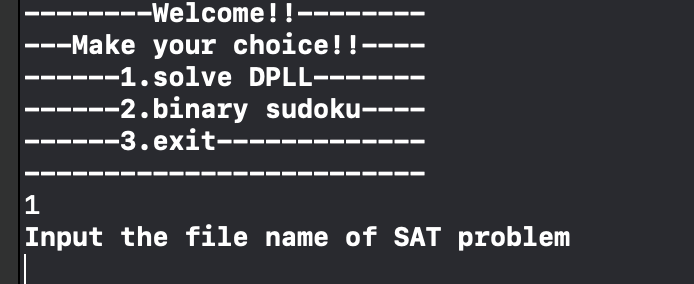 --------Welcome!!--------
---Make your choice!!----
------1.solve DPLL-------
------2.binary sudoku----
------3.exit-------------
-------------------------
1
Input the file name of SAT problem